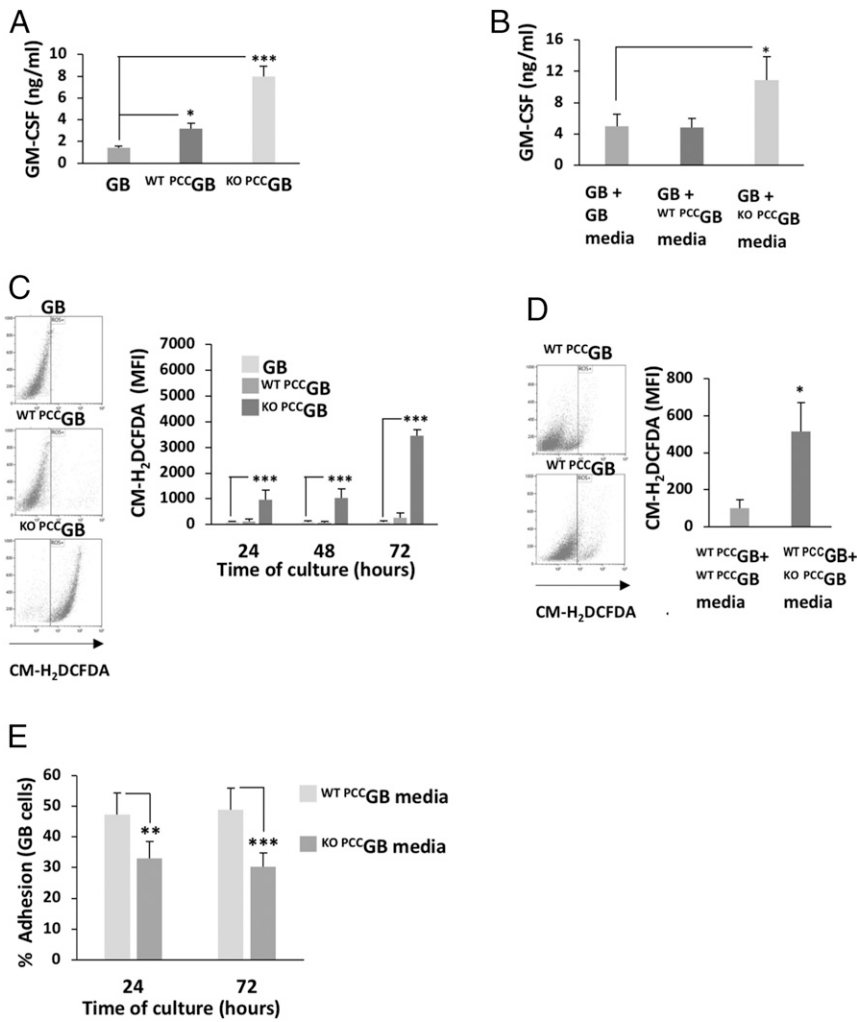 A
GM-CSF (ng/ml)
10
8
6
4
2
0
*
***
GB
WT PCCGB
KO PCCGB
B
GM-CSF (ng/ml)
16
12
8
4
0
*
GB +
GB
media
GB +
WT PCCGB
media
GB +
KO PCCGB
media
C
GB
ROS+
WT PCCGB
ROS+
KO PCCGB
ROS+
CM-H₂DCFDA
CM-H₂DCFDA (MFI)
7000
6000
5000
4000
3000
2000
1000
0
GB
WT PCCGB
KO PCCGB
***
***
***
24
48
72
Time of culture (hours)
D
WT PCCGB
ROS+
WT PCCGB
ROS+
CM-H₂DCFDA
CM-H₂DCFDA (MFI)
800
600
400
200
0
*
WT PCCGB+
WT PCCGB
media
WT PCCGB+
KO PCCGB
media
E
% Adhesion (GB cells)
60
50
40
30
20
10
0
**
***
WT PCCGB media
KO PCCGB media
24
72
Time of culture (hours)